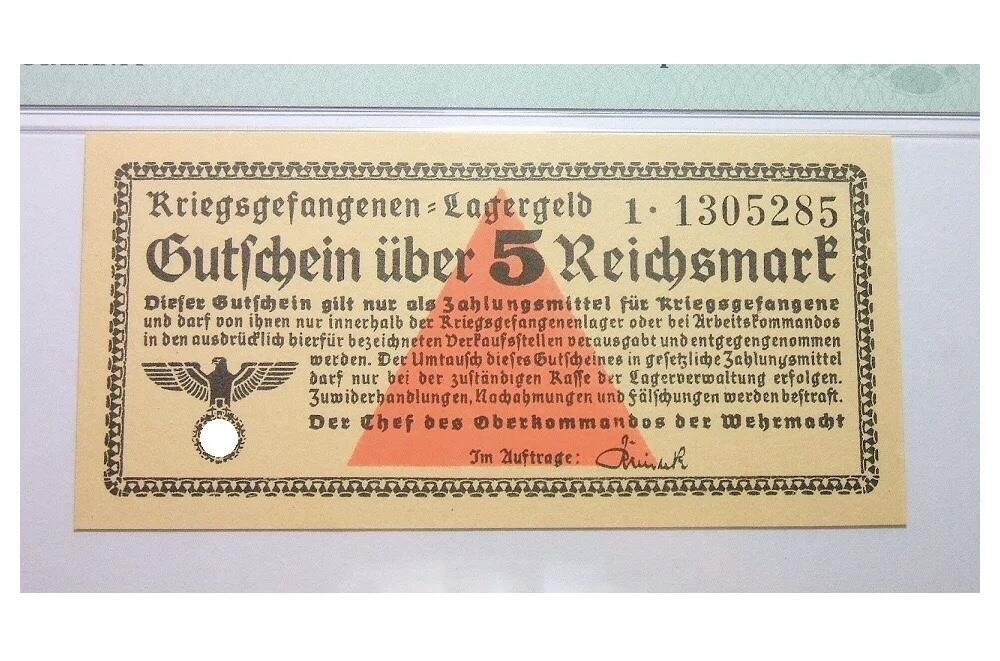 Kriegsgefangenen-Lagergeld 1· 1305285
Gutschein über 5 Reichsmark
Dieser Gutschein gilt nur als Zahlungsmittel für Kriegsgefangene
und darf von ihnen nur innerhalb der Kriegsgefangenenlager oder bei Arbeitskommandos
in den ausdrücklich hierfür bezeichneten Verkaufsstellen verausgabt und entgegengenommen
werden. Der Umtausch dieses Gutscheines in gesetzliche Zahlungsmittel
darf nur bei der zuständigen Kasse der Lagerverwaltung erfolgen.
Zuwiderhandlungen, Nachahmungen und Fälschungen werden bestraft.
Der Chef des Oberkommandos der Wehrmacht
Im Auftrage: